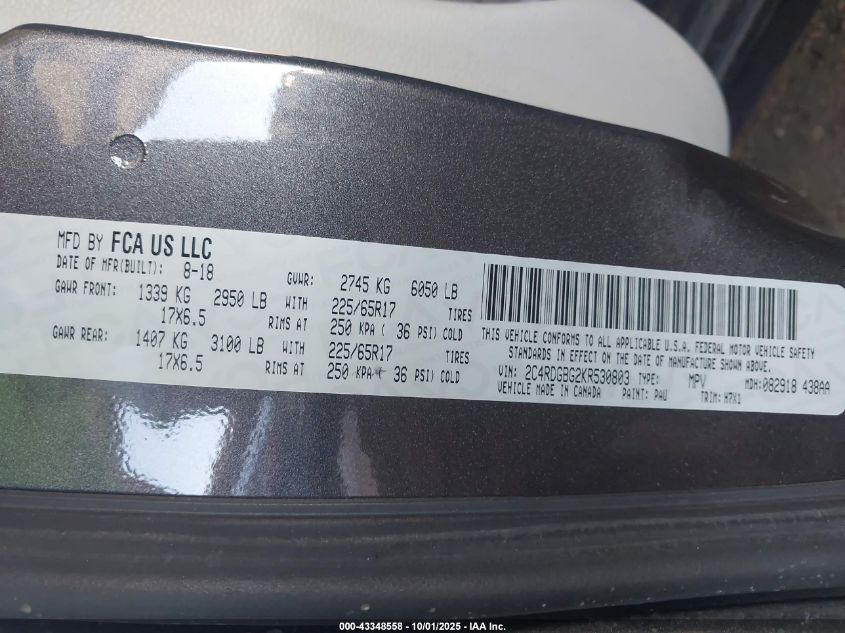 MFD BY FCA US LLC
DATE OF MFR(BUILT): 8-18 GVWR: 2745 KG 6050 LB
GAWR FRONT: 1339 KG 2950 LB WITH 225/65R17 TIRES
17X6.5 RIMS AT 250 KPA ( 36 PSI) COLD
GAWR REAR: 1407 KG 3100 LB WITH 225/65R17 TIRES
17X6.5 RIMS AT 250 KPA 36 PSI) COLD
THIS VEHICLE CONFORMS TO ALL APPLICABLE U.S.A. FEDERAL MOTOR VEHICLE SAFETY
STANDARDS IN EFFECT ON THE DATE OF MANUFACTURE SHOWN ABOVE.
VIN: 2C4RDGBG2KR530803 TYPE: MPV MDH:082918 438AA
VEHICLE MADE IN CANADA PAINT: PAU TRIM: H7X1
000-43348558 - 10/01/2025 - IAA Inc.